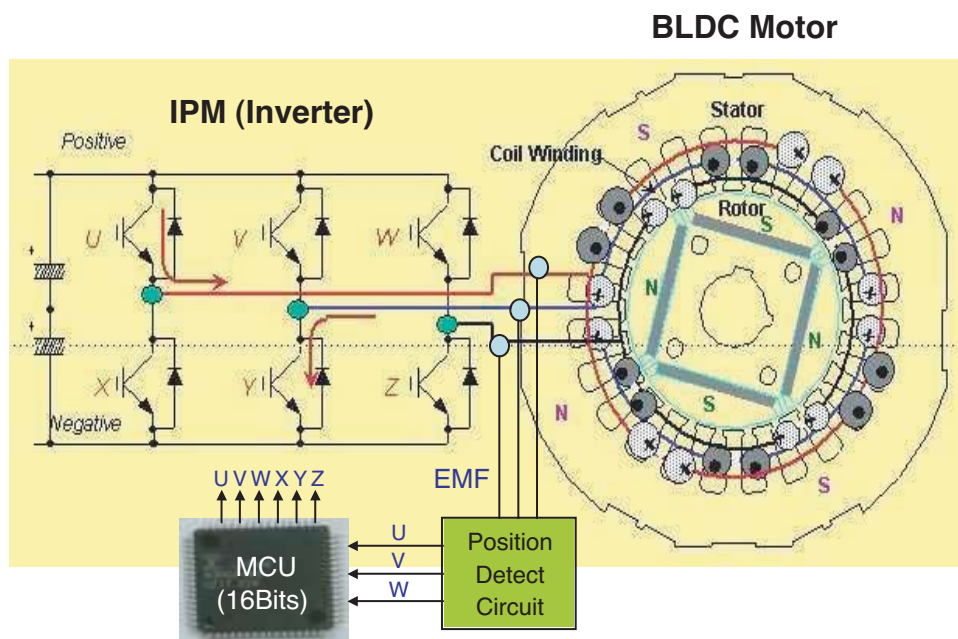 BLDC Motor
IPM (Inverter)
Positive
Stator
S
Coil Winding
Rotor
S
N
U
V
W
N
N
X
Y
Z
S
N
S
Negative
U V W X Y Z
EMF
MCU
(16Bits)
U
V
W
Position
Detect
Circuit